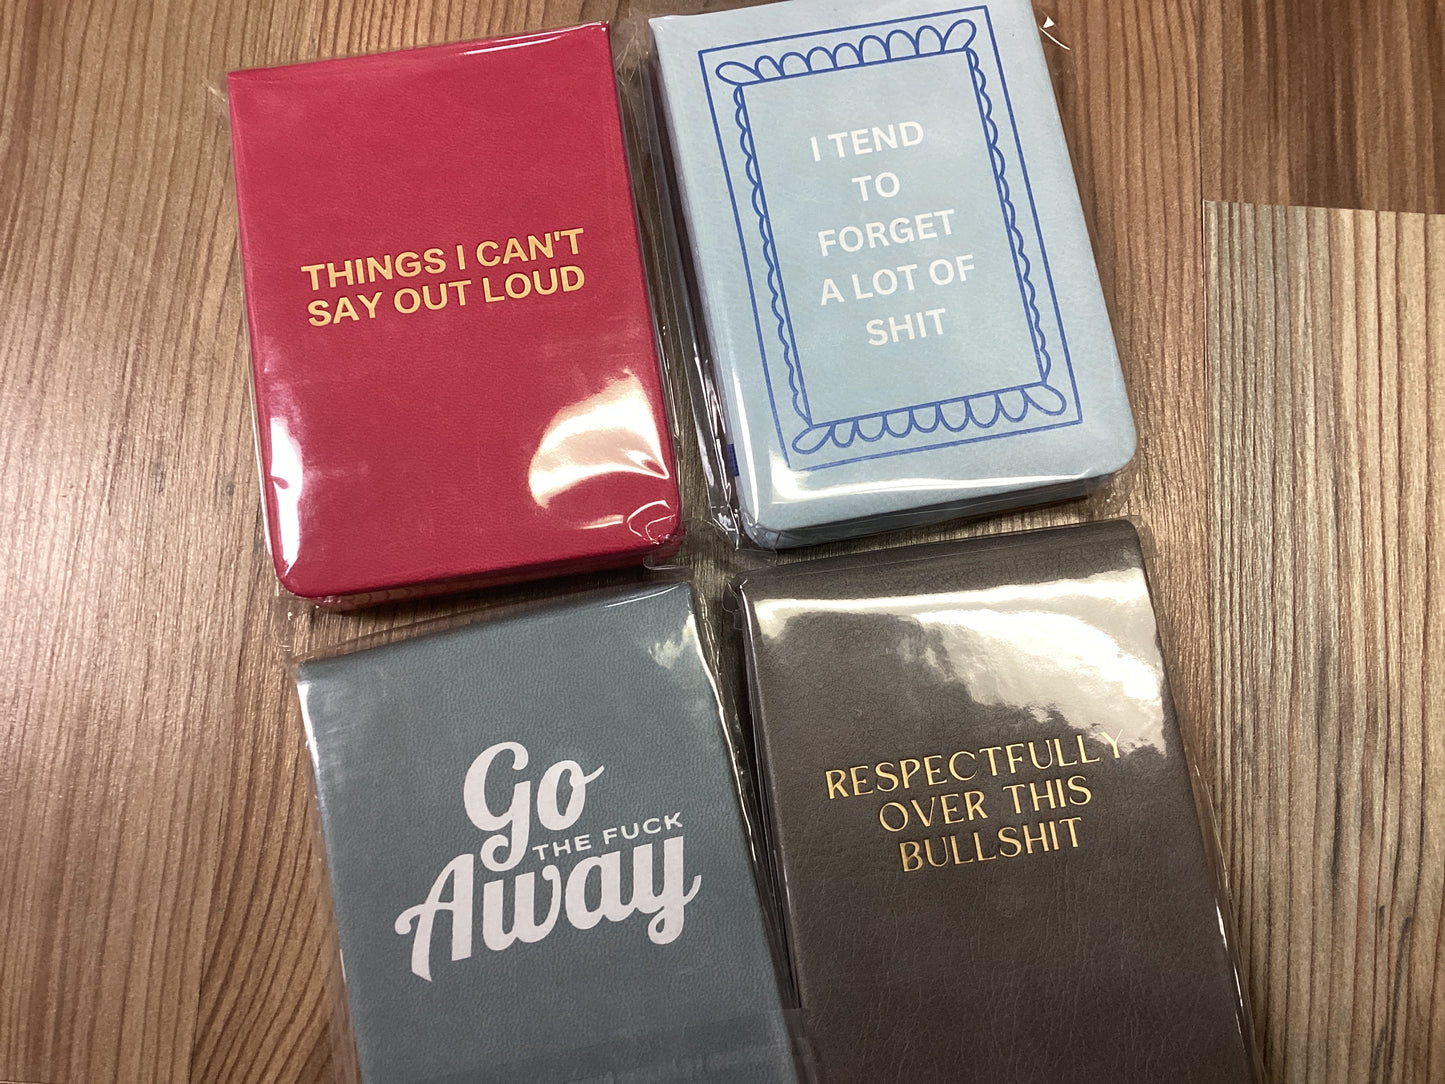 THINGS I CAN'T
SAY OUT LOUD
I TEND
TO
FORGET
A LOT OF
SHIT
Go
THE FUCK
Away
RESPECTFULLY
OVER THIS
BULLSHIT